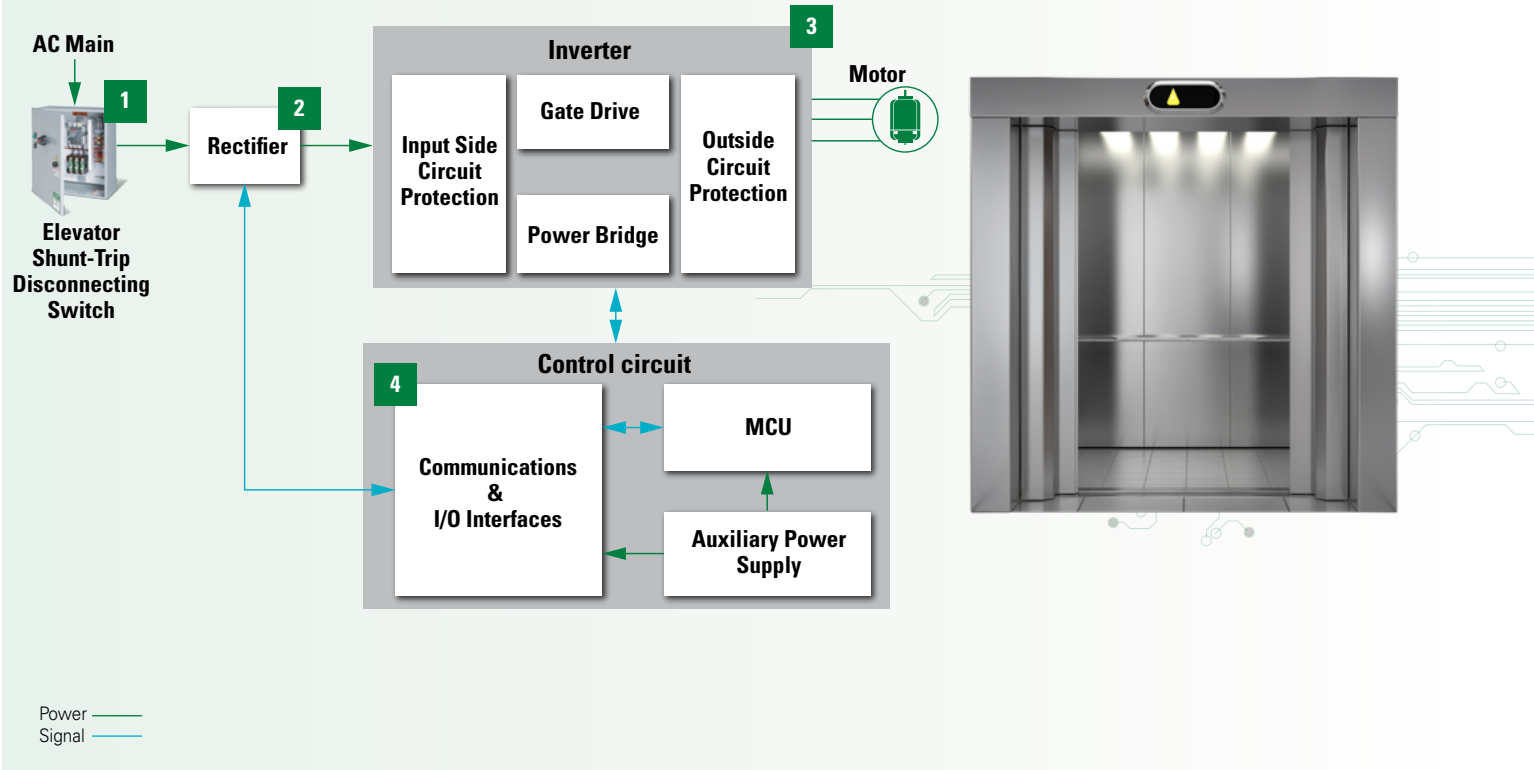 AC Main
1
Elevator
Shunt-Trip
Disconnecting
Switch
2
Rectifier
3
Inverter
Input Side
Circuit
Protection
Gate Drive
Power Bridge
Outside
Circuit
Protection
Motor
Control circuit
4
Communications
&
I/O Interfaces
MCU
Auxiliary Power
Supply
Power
Signal